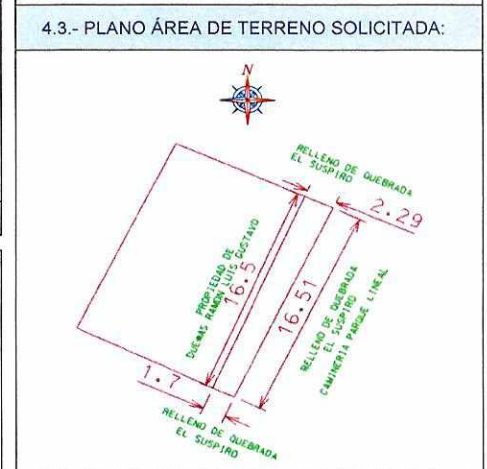 4.3.- PLANO ÁREA DE TERRENO SOLICITADA:
N
RELLENO DE QUEBRADA
EL SUSPIRO
2.29
PROPIEDAD DE
DUEÑAS RAMON LUIS GUSTAVO
16.5
16.51
RELLENO DE QUEBRADA
EL SUSPIRO
CAMINERIA PARQUE LINEAL
1.7
RELLENO DE QUEBRADA
EL SUSPIRO